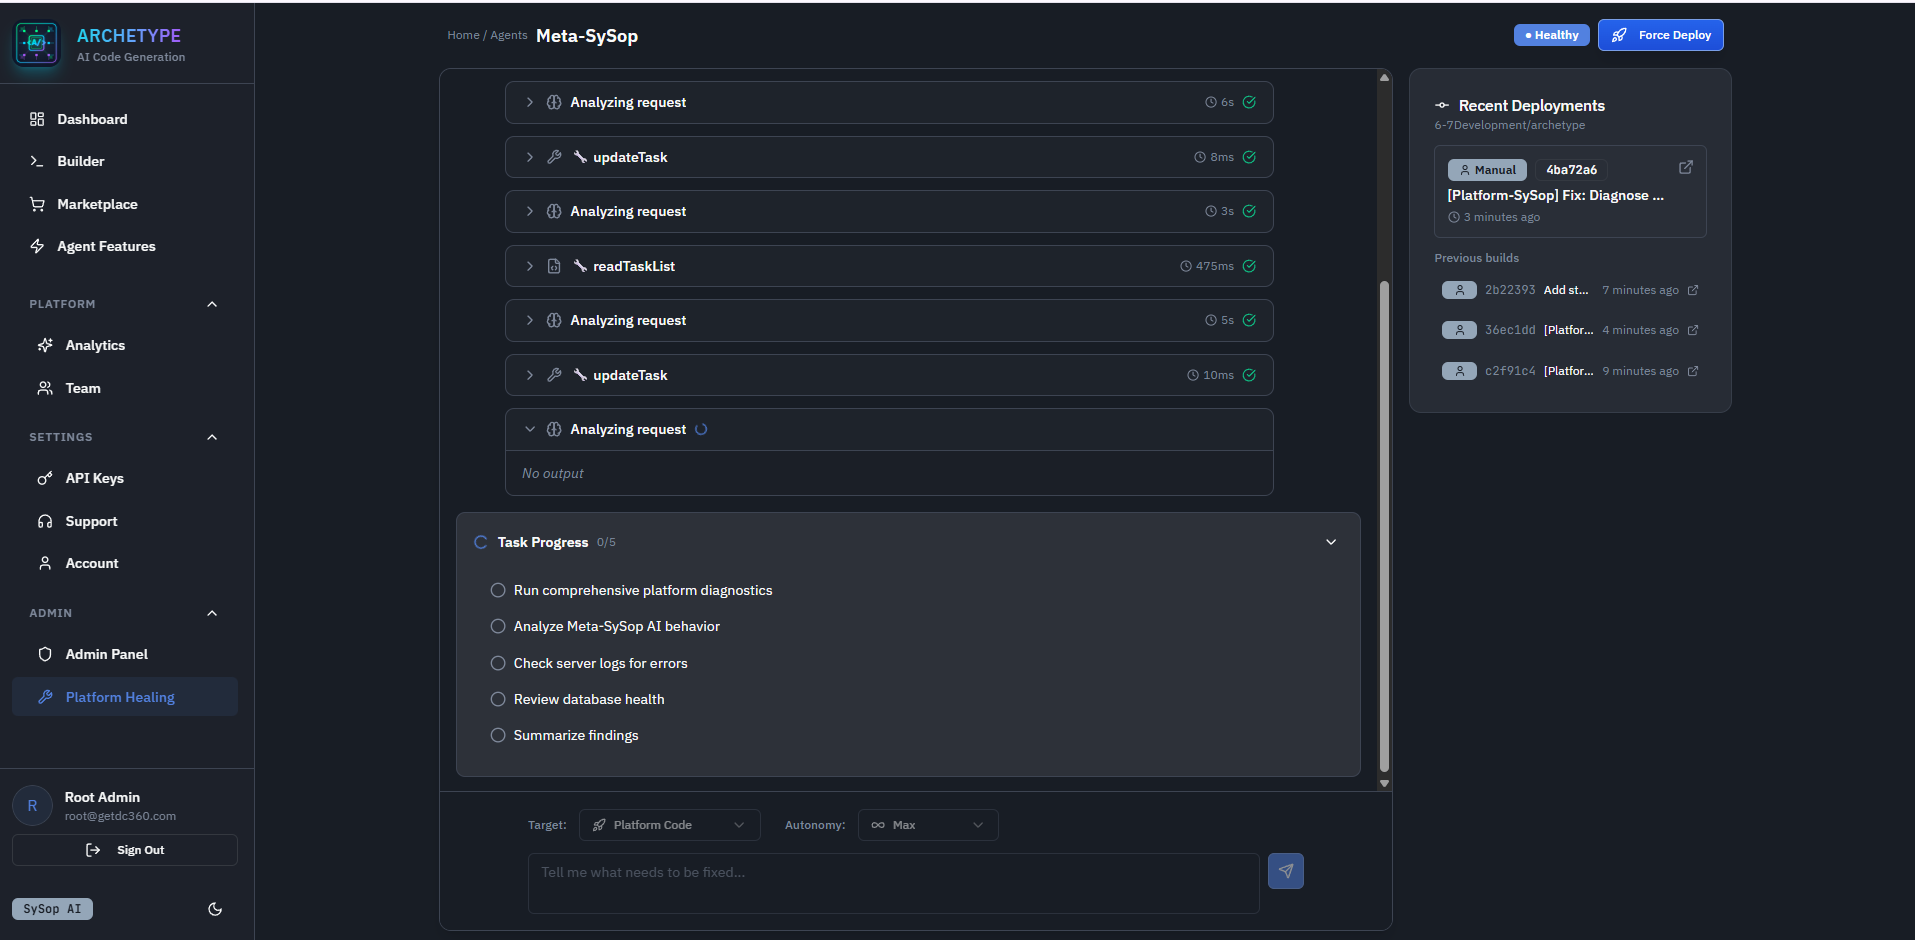 ARCHETYPE
AI Code Generation
Dashboard
Builder
Marketplace
Agent Features
PLATFORM
Analytics
Team
SETTINGS
API Keys
Support
Account
ADMIN
Admin Panel
Platform Healing
R
Root Admin
root@getdc360.com
Sign Out
SySop AI
Home / Agents Meta-SySop
Healthy
Force Deploy
Analyzing request 6s
updateTask 8ms
Analyzing request 3s
readTaskList 475ms
Analyzing request 5s
updateTask 10ms
Analyzing request
No output
Task Progress 0/5
Run comprehensive platform diagnostics
Analyze Meta-SySop AI behavior
Check server logs for errors
Review database health
Summarize findings
Target: Platform Code Autonomy: Max
Tell me what needs to be fixed...
Recent Deployments
6-7Development/archetype
Manual 4ba72a6
[Platform-SySop] Fix: Diagnose ...
3 minutes ago
Previous builds
2b22393 Add st... 7 minutes ago
36ec1dd [Platfor... 4 minutes ago
c2f91c4 [Platfor... 9 minutes ago